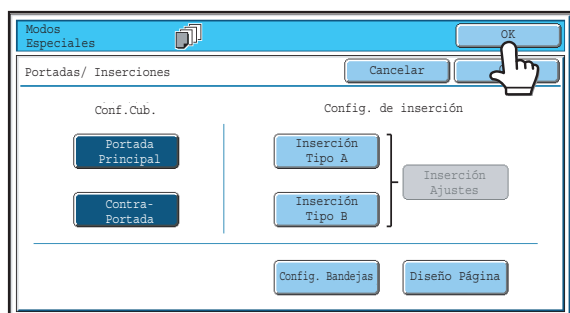 Modos
Especiales
OK
Portadas/ Inserciones
Cancelar
Conf.Cub.
Config. de inserción
Portada
Principal
Inserción
Tipo A
Inserción
Ajustes
Contra-
Portada
Inserción
Tipo B
Config. Bandejas
Diseño Página